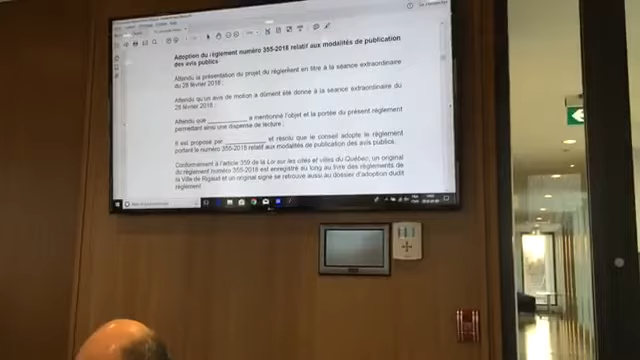 Adoption du règlement numéro 355-2018 relatif aux modalités de publication
des avis publics
Attendu la présentation du projet du règlement en titre à la séance extraordinaire
du 28 février 2018 ;
Attendu qu'un avis de motion a dûment été donné à la séance extraordinaire du
28 février 2018 ;
Attendu que ____________ a mentionné l'objet et la portée du présent règlement
permettant ainsi une dispense de lecture ;
Il est proposé par ____________ et résolu que le conseil adopte le règlement
portant le numéro 355-2018 relatif aux modalités de publication des avis publics.
Conformément à l'article 359 de la Loi sur les cités et villes du Québec, un original
du règlement numéro 355-2018 est enregistré au long au livre des règlements de
la Ville de Rigaud et un original signé se retrouve aussi au dossier d'adoption dudit
règlement